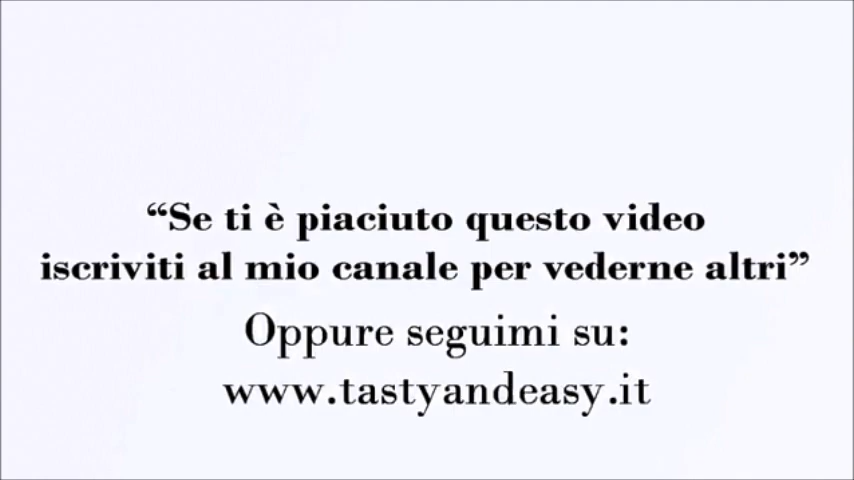 “Se ti è piaciuto questo video
iscriviti al mio canale per vederne altri”
Oppure seguimi su:
www.tastyandeasy.it